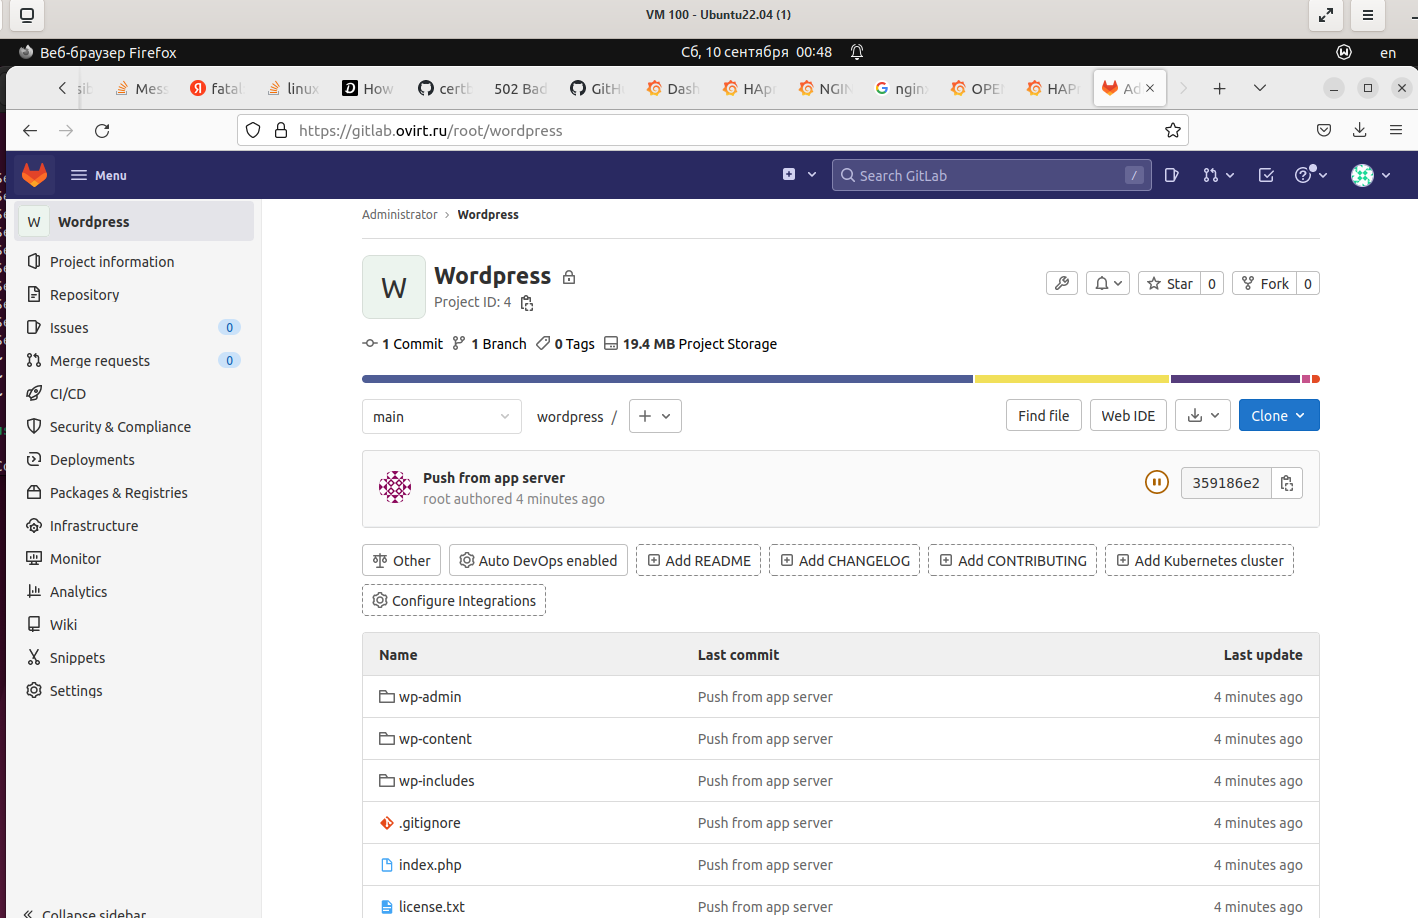 VM 100 - Ubuntu22.04 (1)
Веб-браузер Firefox
Сб, 10 сентября 00:48
en
Mess
fatal
linux
How
certb
502 Bad
GitHu
Dash
HApr
NGIN
nginx
OPE
HAP
Ad
https://gitlab.ovirt.ru/root/wordpress
Menu
Search GitLab
/
W Wordpress
Project information
Repository
Issues 0
Merge requests 0
CI/CD
Security & Compliance
Deployments
Packages & Registries
Infrastructure
Monitor
Analytics
Wiki
Snippets
Settings
Collapse sidebar
Administrator › Wordpress
W
Wordpress
Project ID: 4
Star 0
Fork 0
1 Commit 1 Branch 0 Tags 19.4 MB Project Storage
main
wordpress /
Find file
Web IDE
Clone
Push from app server
root authored 4 minutes ago
359186e2
Other
Auto DevOps enabled
Add README
Add CHANGELOG
Add CONTRIBUTING
Add Kubernetes cluster
Configure Integrations
Name Last commit Last update
wp-admin Push from app server 4 minutes ago
wp-content Push from app server 4 minutes ago
wp-includes Push from app server 4 minutes ago
.gitignore Push from app server 4 minutes ago
index.php Push from app server 4 minutes ago
license.txt Push from app server 4 minutes ago